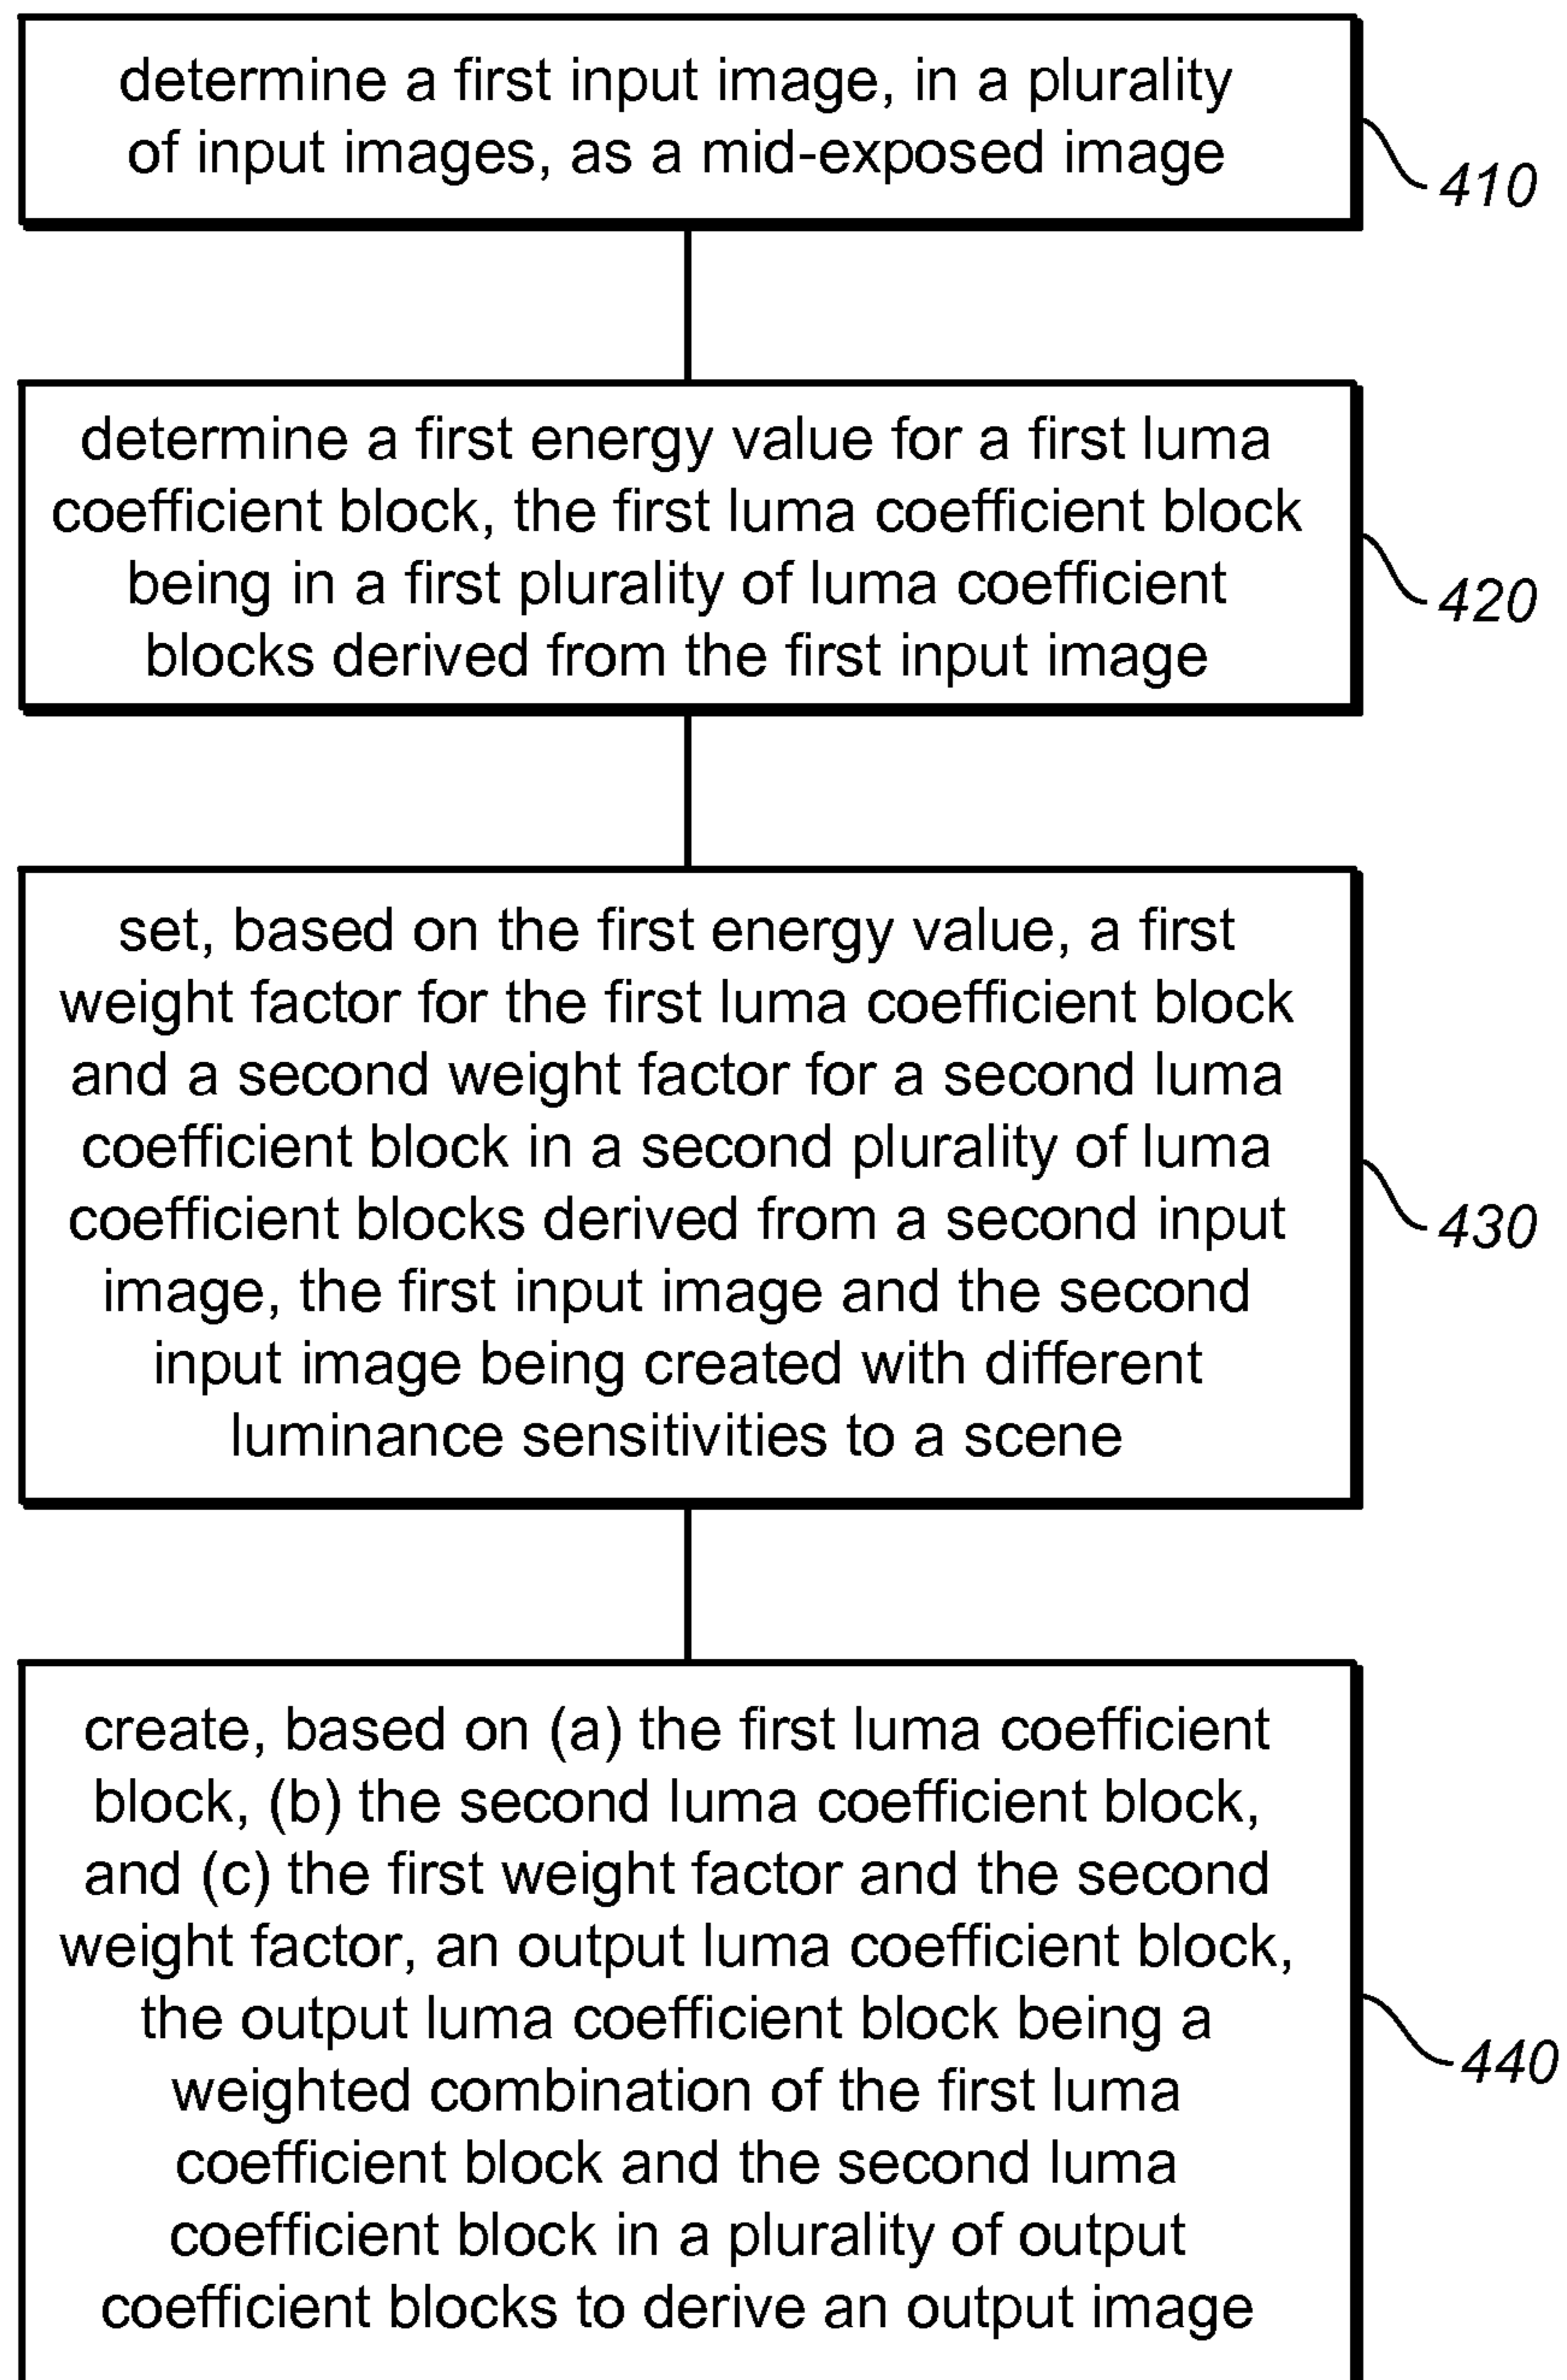 determine a first input image, in a plurality
of input images, as a mid-exposed image
410
determine a first energy value for a first luma
coefficient block, the first luma coefficient block
being in a first plurality of luma coefficient
blocks derived from the first input image
420
set, based on the first energy value, a first
weight factor for the first luma coefficient block
and a second weight factor for a second luma
coefficient block in a second plurality of luma
coefficient blocks derived from a second input
image, the first input image and the second
input image being created with different
luminance sensitivities to a scene
430
create, based on (a) the first luma coefficient
block, (b) the second luma coefficient block,
and (c) the first weight factor and the second
weight factor, an output luma coefficient block,
the output luma coefficient block being a
weighted combination of the first luma
coefficient block and the second luma
coefficient block in a plurality of output
coefficient blocks to derive an output image
440